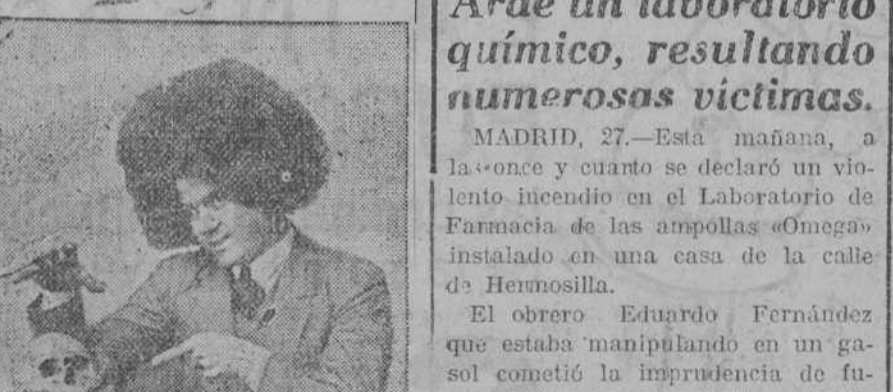 Arde un laboratorio
químico, resultando
numerosas víctimas.
MADRID, 27.—Esta mañana, a
las once y cuanto se declaró un vio-
lento incendio en el Laboratorio de
Farmacia de las ampollas «Omega»
instalado en una casa de la calle
de Hermosilla.
El obrero Eduardo Fernández
que estaba manipulando en un ga-
sol cometió la imprudencia de fu-